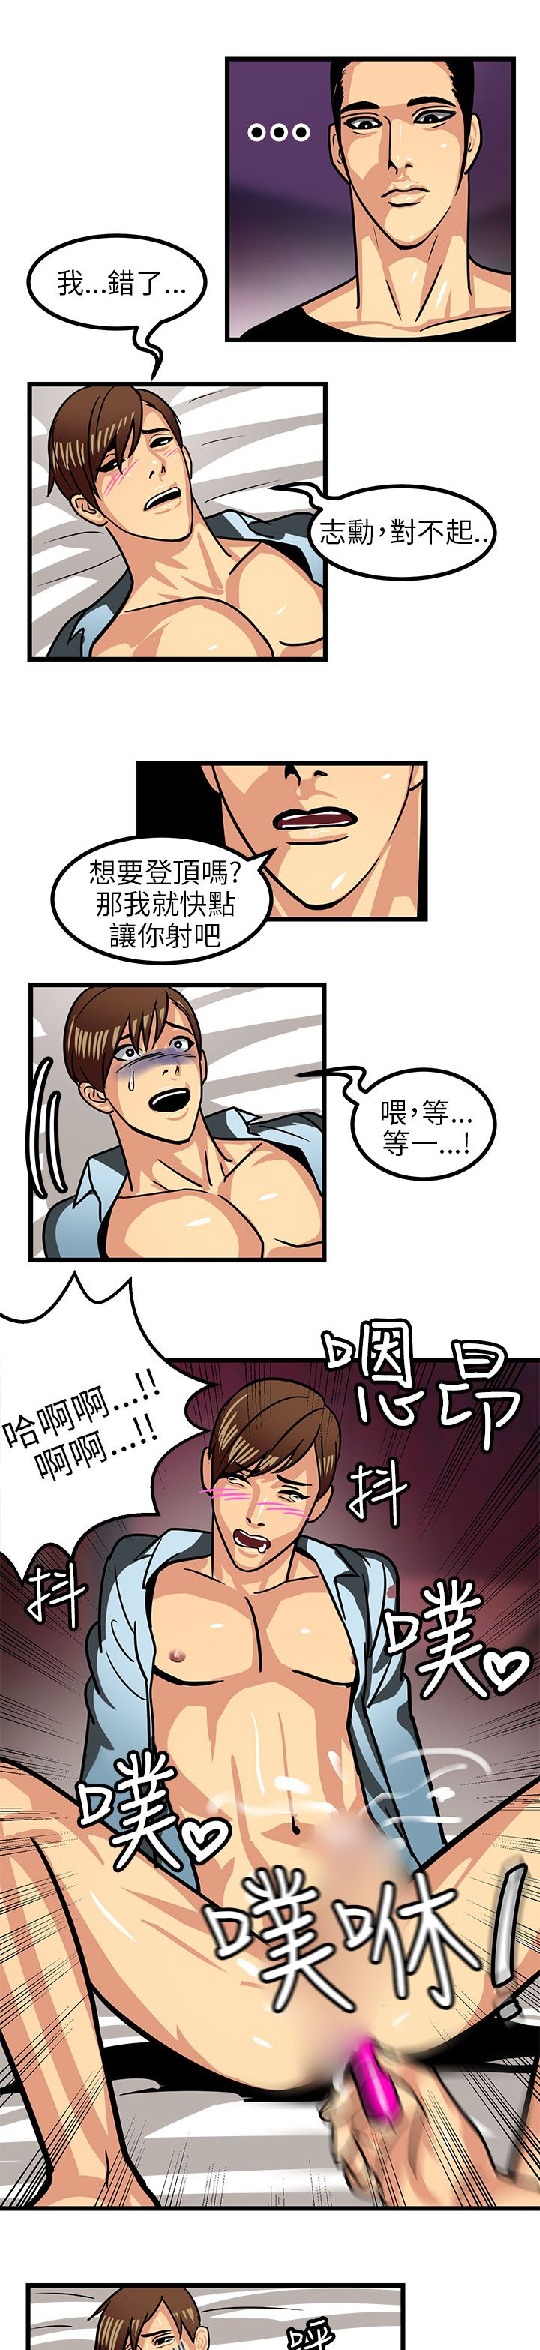 我...錯了...
志勳，對不起..
想要登頂嗎?
那我就快點
讓你射吧
喂，等...
等一...!
哈啊啊...!!
啊啊...!!
嗯昂
抖
抖
噗♡
噗♡
噗咻!